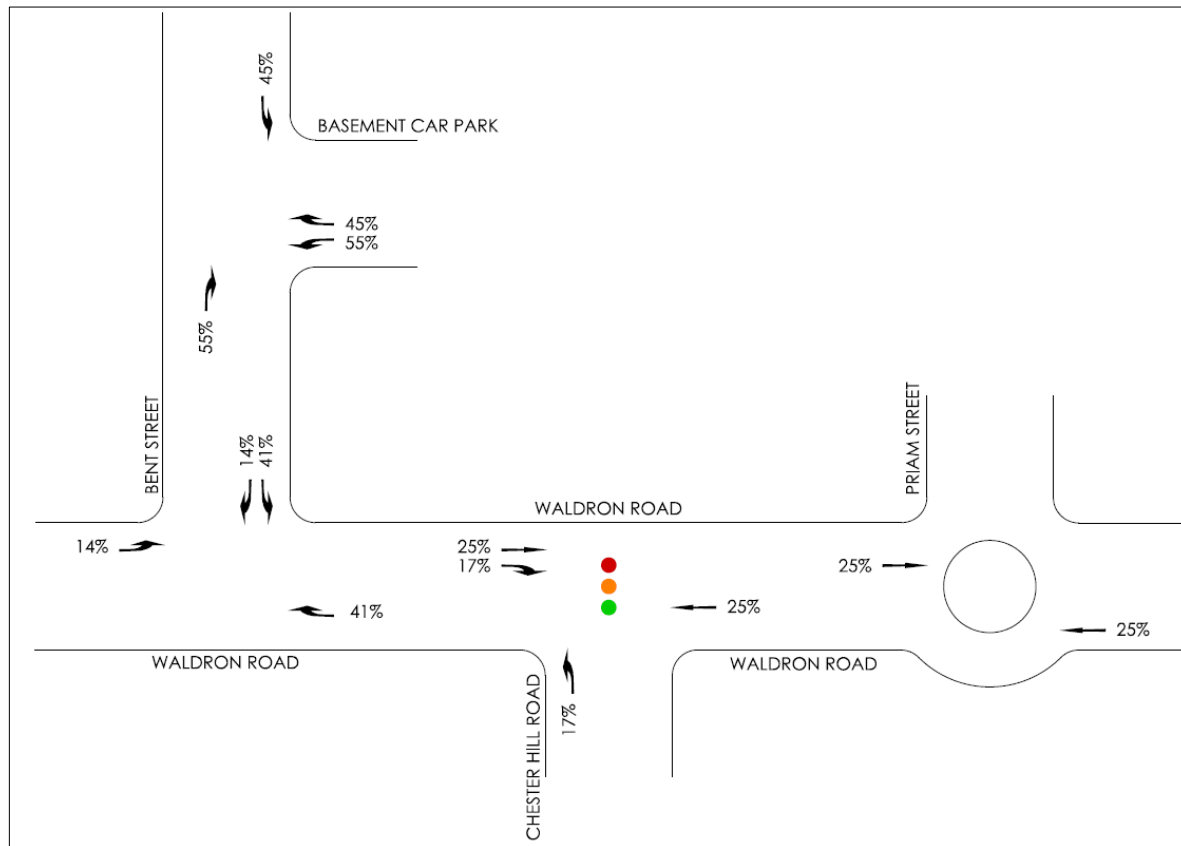 45%
BASEMENT CAR PARK
45%
55%
55%
BENT STREET
14%
41%
PRIAM STREET
WALDRON ROAD
14%
25%
17%
25%
41%
25%
25%
WALDRON ROAD
WALDRON ROAD
CHESTER HILL ROAD
17%